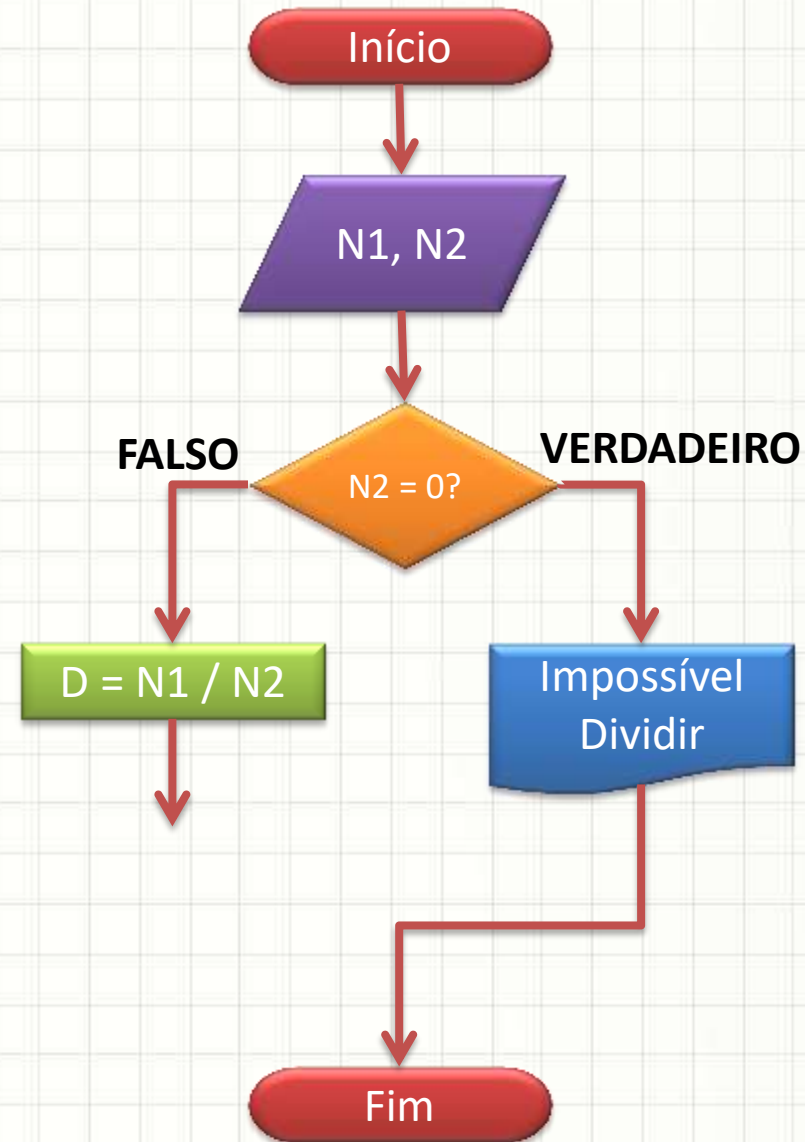 Início
N1, N2
FALSO
VERDADEIRO
N2 = 0?
D = N1 / N2
Impossível
Dividir
Fim